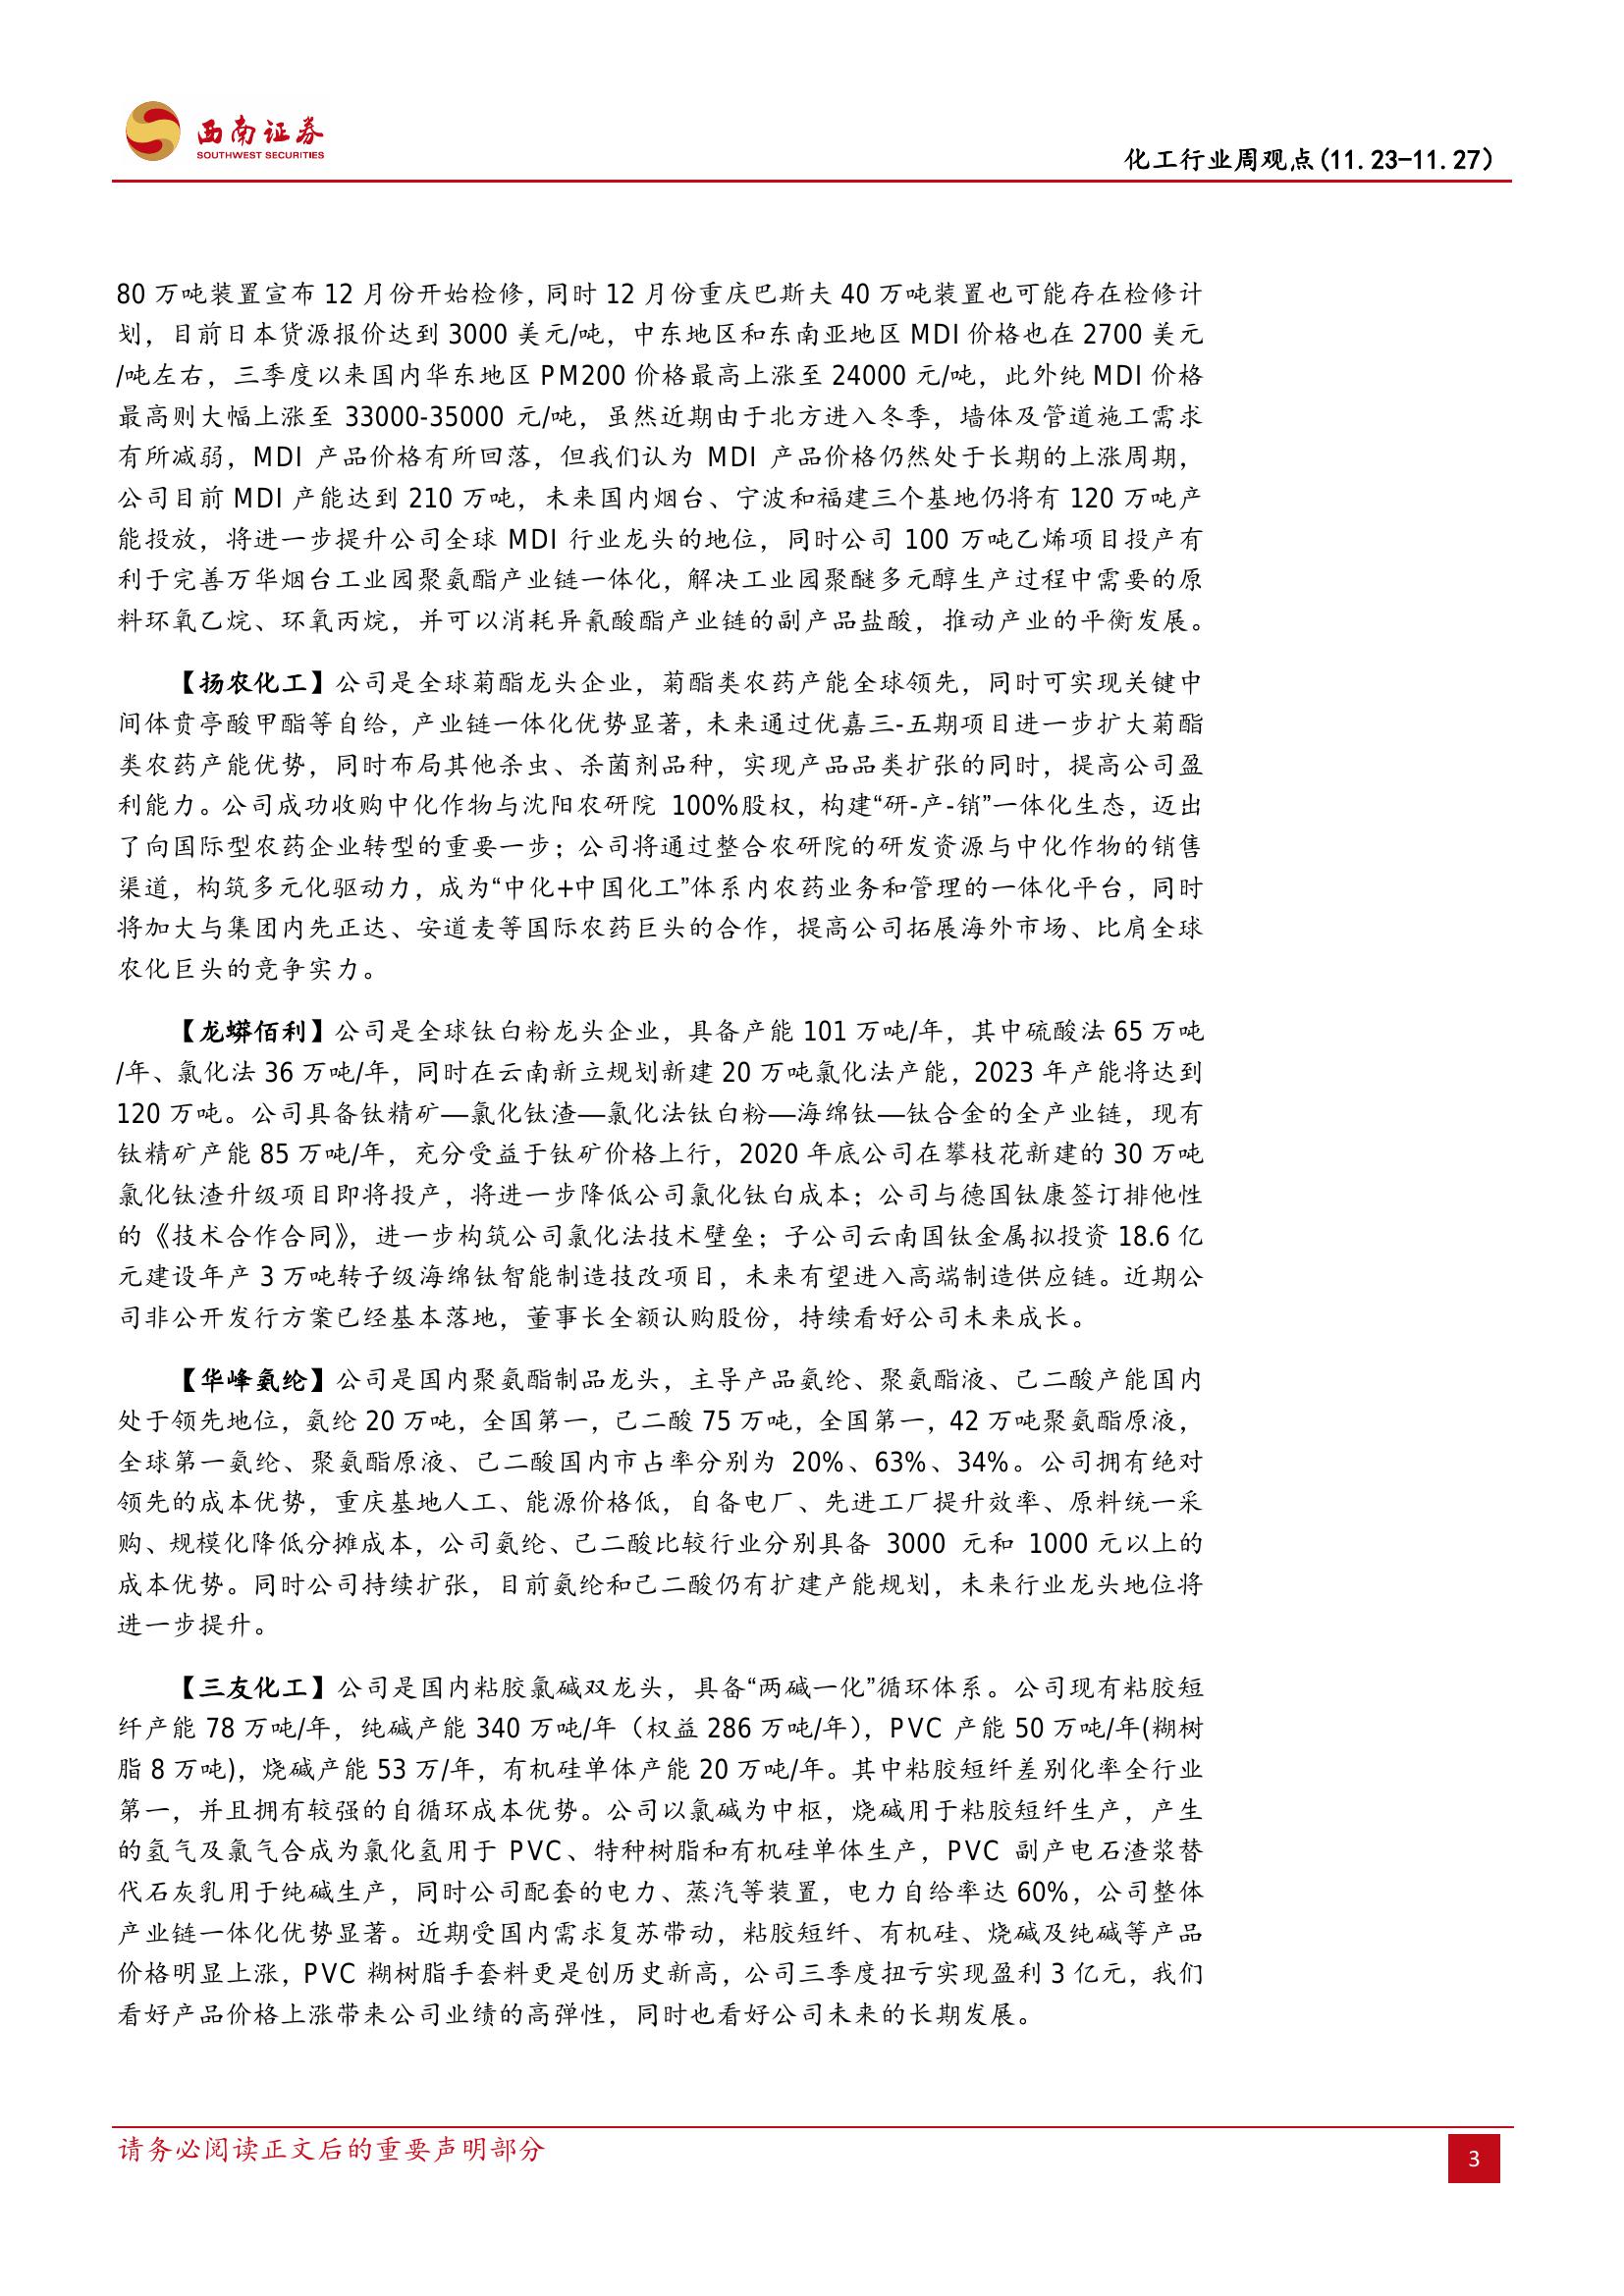 西南证券
SOUTHWEST SECURITIES
化工行业周观点(11.23-11.27)
80 万吨装置宣布 12 月份开始检修，同时 12 月份重庆巴斯夫 40 万吨装置也可能存在检修计
划，目前日本货源报价达到 3000 美元/吨，中东地区和东南亚地区 MDI 价格也在 2700 美元
/吨左右，三季度以来国内华东地区 PM200 价格最高上涨至 24000 元/吨，此外纯 MDI 价格
最高则大幅上涨至 33000-35000 元/吨，虽然近期由于北方进入冬季，墙体及管道施工需求
有所减弱，MDI 产品价格有所回落，但我们认为 MDI 产品价格仍然处于长期的上涨周期，
公司目前 MDI 产能达到 210 万吨，未来国内烟台、宁波和福建三个基地仍将有 120 万吨产
能投放，将进一步提升公司全球 MDI 行业龙头的地位，同时公司 100 万吨乙烯项目投产有
利于完善万华烟台工业园聚氨酯产业链一体化，解决工业园聚醚多元醇生产过程中需要的原
料环氧乙烷、环氧丙烷，并可以消耗异氰酸酯产业链的副产品盐酸，推动产业的平衡发展。
【扬农化工】公司是全球菊酯龙头企业，菊酯类农药产能全球领先，同时可实现关键中
间体贲亭酸甲酯等自给，产业链一体化优势显著，未来通过优嘉三-五期项目进一步扩大菊酯
类农药产能优势，同时布局其他杀虫、杀菌剂品种，实现产品品类扩张的同时，提高公司盈
利能力。公司成功收购中化作物与沈阳农研院 100%股权，构建“研-产-销”一体化生态，迈出
了向国际型农药企业转型的重要一步；公司将通过整合农研院的研发资源与中化作物的销售
渠道，构筑多元化驱动力，成为“中化+中国化工”体系内农药业务和管理的一体化平台，同时
将加大与集团内先正达、安道麦等国际农药巨头的合作，提高公司拓展海外市场、比肩全球
农化巨头的竞争实力。
【龙蟒佰利】公司是全球钛白粉龙头企业，具备产能 101 万吨/年，其中硫酸法 65 万吨
/年、氯化法 36 万吨/年，同时在云南新立规划新建 20 万吨氯化法产能，2023 年产能将达到
120 万吨。公司具备钛精矿—氯化钛渣—氯化法钛白粉—海绵钛—钛合金的全产业链，现有
钛精矿产能 85 万吨/年，充分受益于钛矿价格上行，2020 年底公司在攀枝花新建的 30 万吨
氯化钛渣升级项目即将投产，将进一步降低公司氯化钛白成本；公司与德国钛康签订排他性
的《技术合作合同》，进一步构筑公司氯化法技术壁垒；子公司云南国钛金属拟投资 18.6 亿
元建设年产 3 万吨转子级海绵钛智能制造技改项目，未来有望进入高端制造供应链。近期公
司非公开发行方案已经基本落地，董事长全额认购股份，持续看好公司未来成长。
【华峰氨纶】公司是国内聚氨酯制品龙头，主导产品氨纶、聚氨酯液、己二酸产能国内
处于领先地位，氨纶 20 万吨，全国第一，己二酸 75 万吨，全国第一，42 万吨聚氨酯原液，
全球第一氨纶、聚氨酯原液、己二酸国内市占率分别为 20%、63%、34%。公司拥有绝对
领先的成本优势，重庆基地人工、能源价格低，自备电厂、先进工厂提升效率、原料统一采
购、规模化降低分摊成本，公司氨纶、己二酸比较行业分别具备 3000 元和 1000 元以上的
成本优势。同时公司持续扩张，目前氨纶和己二酸仍有扩建产能规划，未来行业龙头地位将
进一步提升。
【三友化工】公司是国内粘胶氯碱双龙头，具备“两碱一化”循环体系。公司现有粘胶短
纤产能 78 万吨/年，纯碱产能 340 万吨/年（权益 286 万吨/年），PVC 产能 50 万吨/年(糊树
脂 8 万吨)，烧碱产能 53 万/年，有机硅单体产能 20 万吨/年。其中粘胶短纤差别化率全行业
第一，并且拥有较强的自循环成本优势。公司以氯碱为中枢，烧碱用于粘胶短纤生产，产生
的氢气及氯气合成为氯化氢用于 PVC、特种树脂和有机硅单体生产，PVC 副产电石渣浆替
代石灰乳用于纯碱生产，同时公司配套的电力、蒸汽等装置，电力自给率达 60%，公司整体
产业链一体化优势显著。近期受国内需求复苏带动，粘胶短纤、有机硅、烧碱及纯碱等产品
价格明显上涨，PVC 糊树脂手套料更是创历史新高，公司三季度扭亏实现盈利 3 亿元，我们
看好产品价格上涨带来公司业绩的高弹性，同时也看好公司未来的长期发展。
请务必阅读正文后的重要声明部分
3